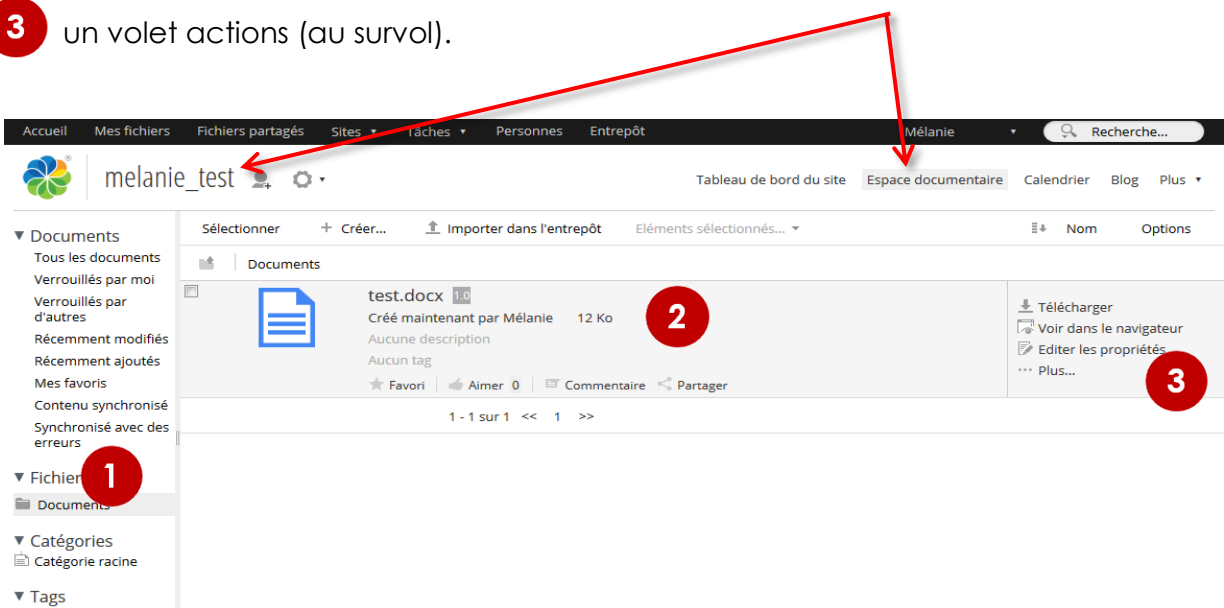 3 un volet actions (au survol).
Accueil Mes fichiers Fichiers partagés Sites Tâches Personnes Entrepôt Mélanie Recherche...
melanie_test Tableau de bord du site Espace documentaire Calendrier Blog Plus
Documents
Tous les documents
Verrouillés par moi
Verrouillés par
d'autres
Récemment modifiés
Récemment ajoutés
Mes favoris
Contenu synchronisé
Synchronisé avec des
erreurs
Fichier
1
Documents
Catégories
Catégorie racine
Tags
Sélectionner + Créer... Importer dans l'entrepôt Eléments sélectionnés... Nom Options
Documents
test.docx 1.0
Créé maintenant par Mélanie 12 Ko
2
Aucune description
Aucun tag
Favori Aimer 0 Commentaire Partager
1 - 1 sur 1 << 1 >>
Télécharger
Voir dans le navigateur
Editer les propriétés
... Plus...
3